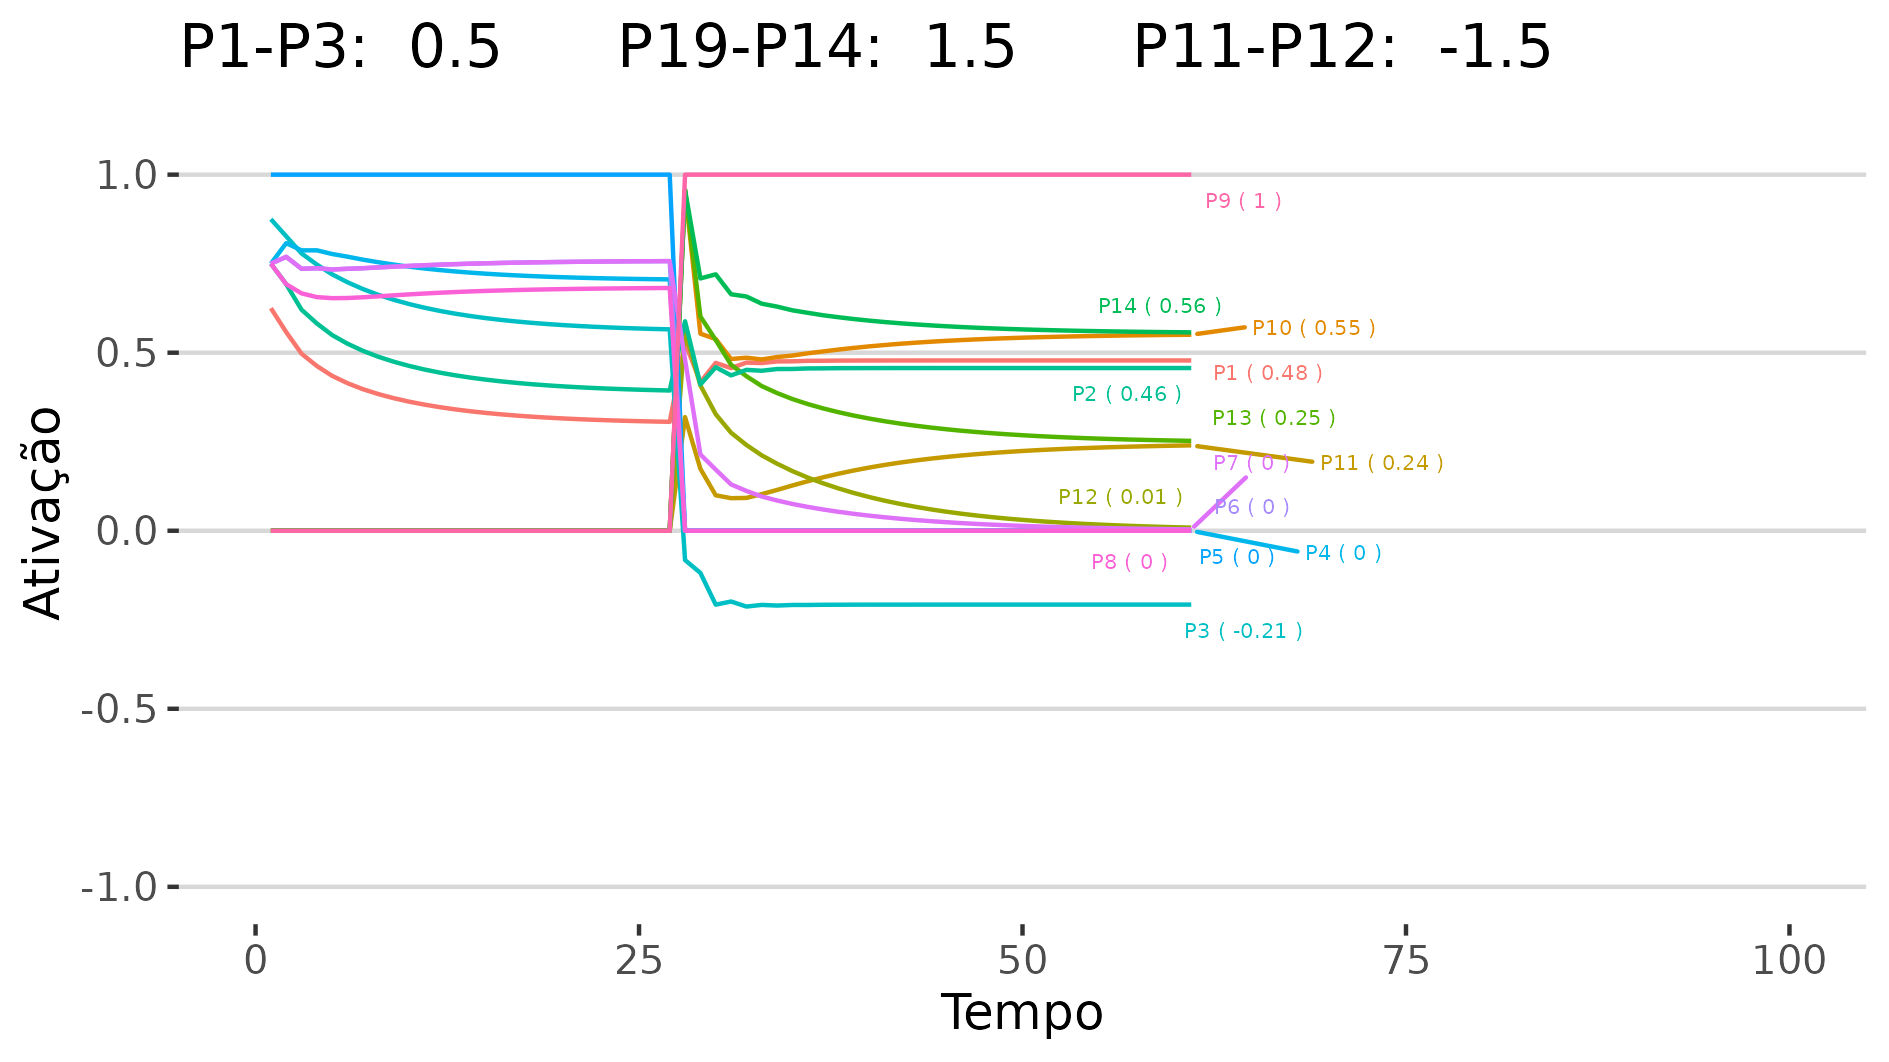 P1-P3:  0.5    P19-P14:  1.5    P11-P12:  -1.5
1.0
P9 ( 1 )
P14 ( 0.56 )
P10 ( 0.55 )
0.5
P1 ( 0.48 )
P2 ( 0.46 )
P13 ( 0.25 )
P7 ( 0 )
P11 ( 0.24 )
P12 ( 0.01 )
P6 ( 0 )
0.0
P8 ( 0 )
P5 ( 0 )
P4 ( 0 )
P3 ( -0.21 )
-0.5
-1.0
Ativação
0 25 50 75 100
Tempo